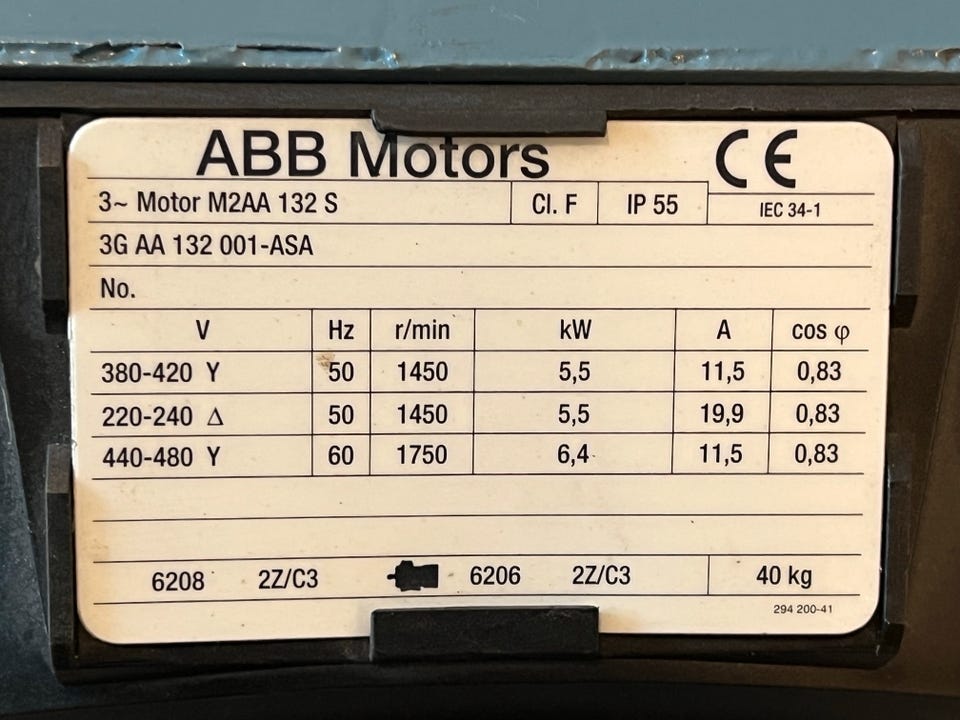 ABB Motors CE
3~ Motor M2AA 132 S Cl. F IP 55 IEC 34-1
3G AA 132 001-ASA
No.
V Hz r/min kW A cos φ
380-420 Y 50 1450 5,5 11,5 0,83
220-240 Δ 50 1450 5,5 19,9 0,83
440-480 Y 60 1750 6,4 11,5 0,83
6208 2Z/C3 6206 2Z/C3 40 kg
294 200-41